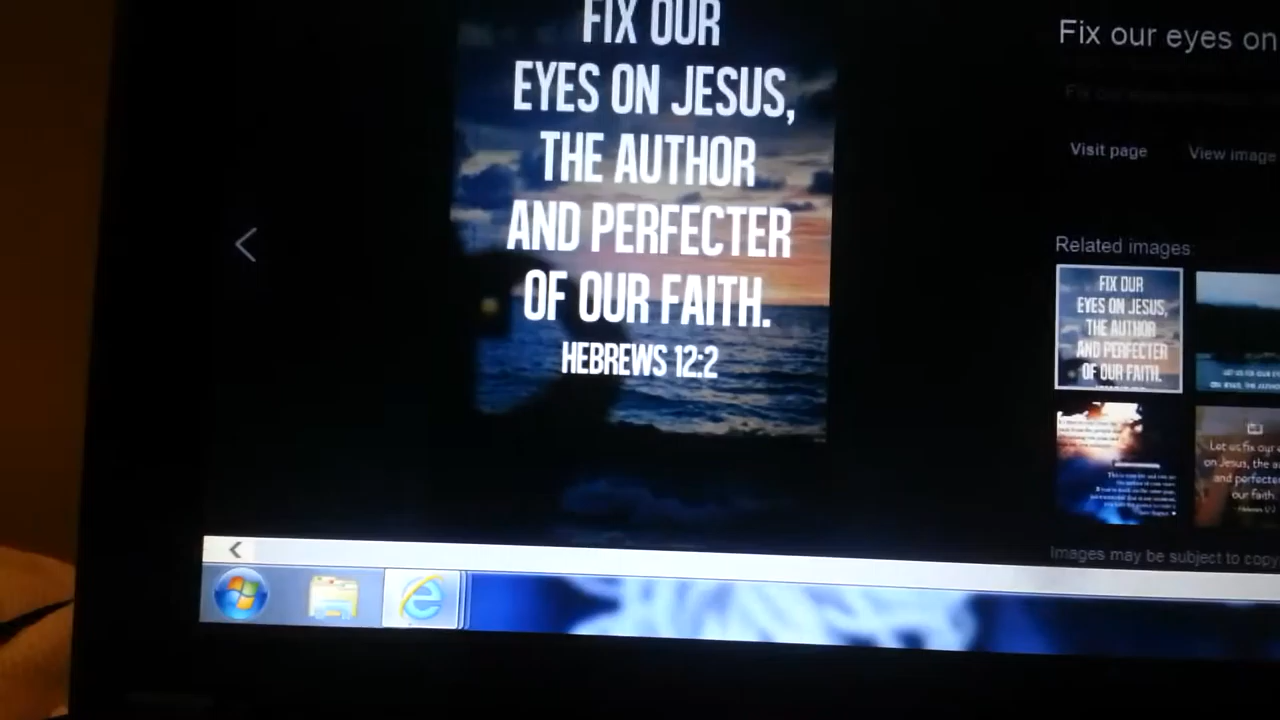 FIX OUR
EYES ON JESUS,
THE AUTHOR
AND PERFECTER
OF OUR FAITH.
HEBREWS 12:2
Fix our eyes on
Visit page
View image
Related images:
FIX OUR
EYES ON JESUS,
THE AUTHOR
AND PERFECTER
OF OUR FAITH.
Let us fix our
on Jesus, the a
and perfecte
our faith
Images may be subject to copy